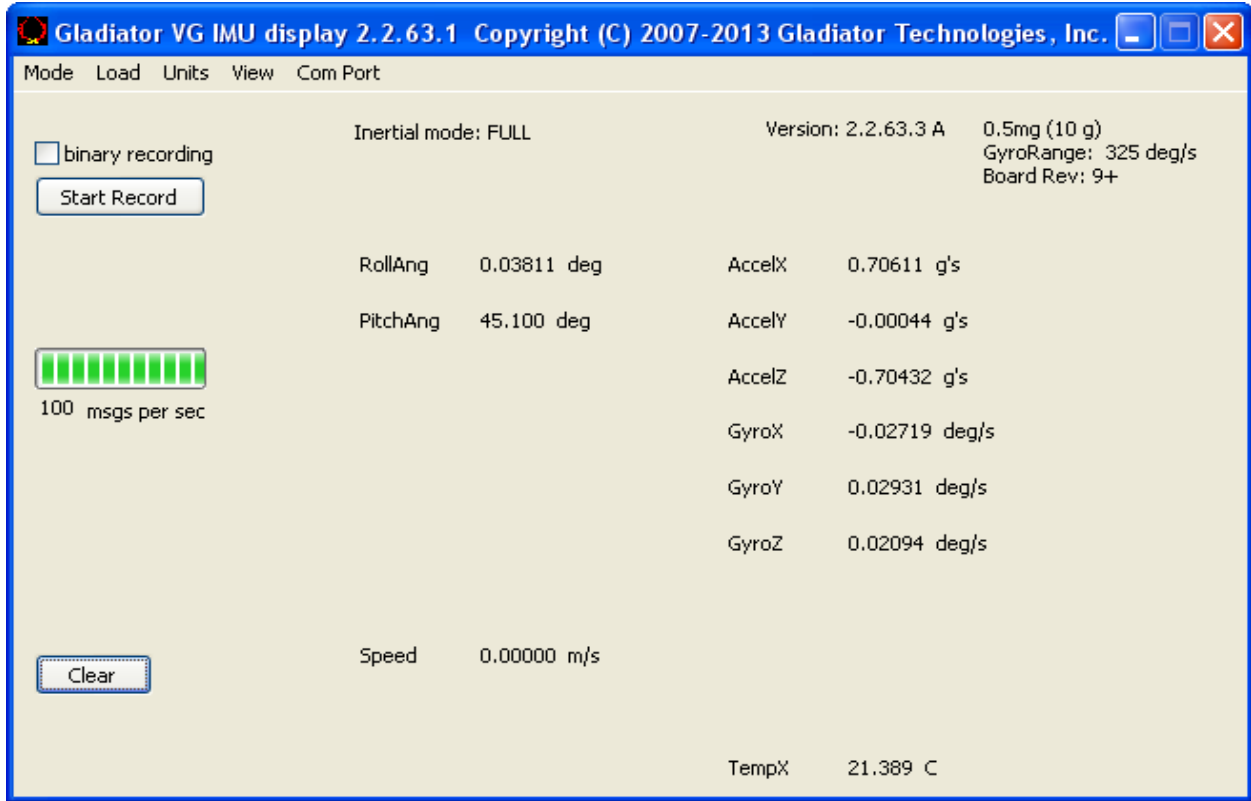 Gladiator VG IMU display 2.2.63.1 Copyright (C) 2007-2013 Gladiator Technologies, Inc.
Mode Load Units View Com Port
Inertial mode: FULL
Version: 2.2.63.3 A
0.5mg (10 g)
GyroRange: 325 deg/s
Board Rev: 9+
binary recording
Start Record
RollAng 0.03811 deg
AccelX 0.70611 g's
PitchAng 45.100 deg
AccelY -0.00044 g's
AccelZ -0.70432 g's
100 msgs per sec
GyroX -0.02719 deg/s
GyroY 0.02931 deg/s
GyroZ 0.02094 deg/s
Speed 0.00000 m/s
Clear
TempX 21.389 C